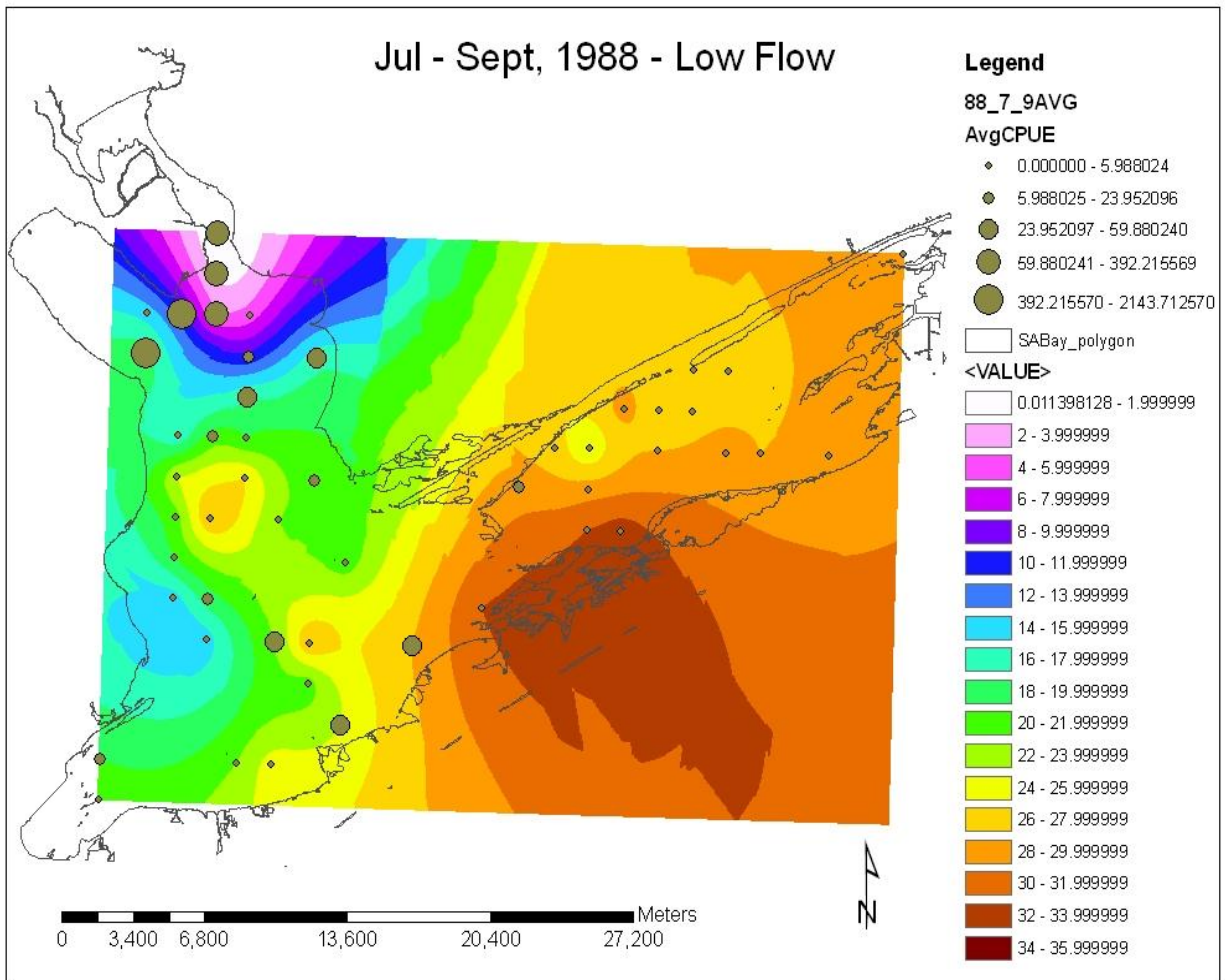 Jul - Sept, 1988 - Low Flow
Legend
88_7_9AVG
AvgCPUE
0.000000 - 5.988024
5.988025 - 23.952096
23.952097 - 59.880240
59.880241 - 392.215569
392.215570 - 2143.712570
SABay_polygon
<VALUE>
0.011398128 - 1.999999
2 - 3.999999
4 - 5.999999
6 - 7.999999
8 - 9.999999
10 - 11.999999
12 - 13.999999
14 - 15.999999
16 - 17.999999
18 - 19.999999
20 - 21.999999
22 - 23.999999
24 - 25.999999
26 - 27.999999
28 - 29.999999
30 - 31.999999
32 - 33.999999
34 - 35.999999
N
Meters
0 3,400 6,800 13,600 20,400 27,200